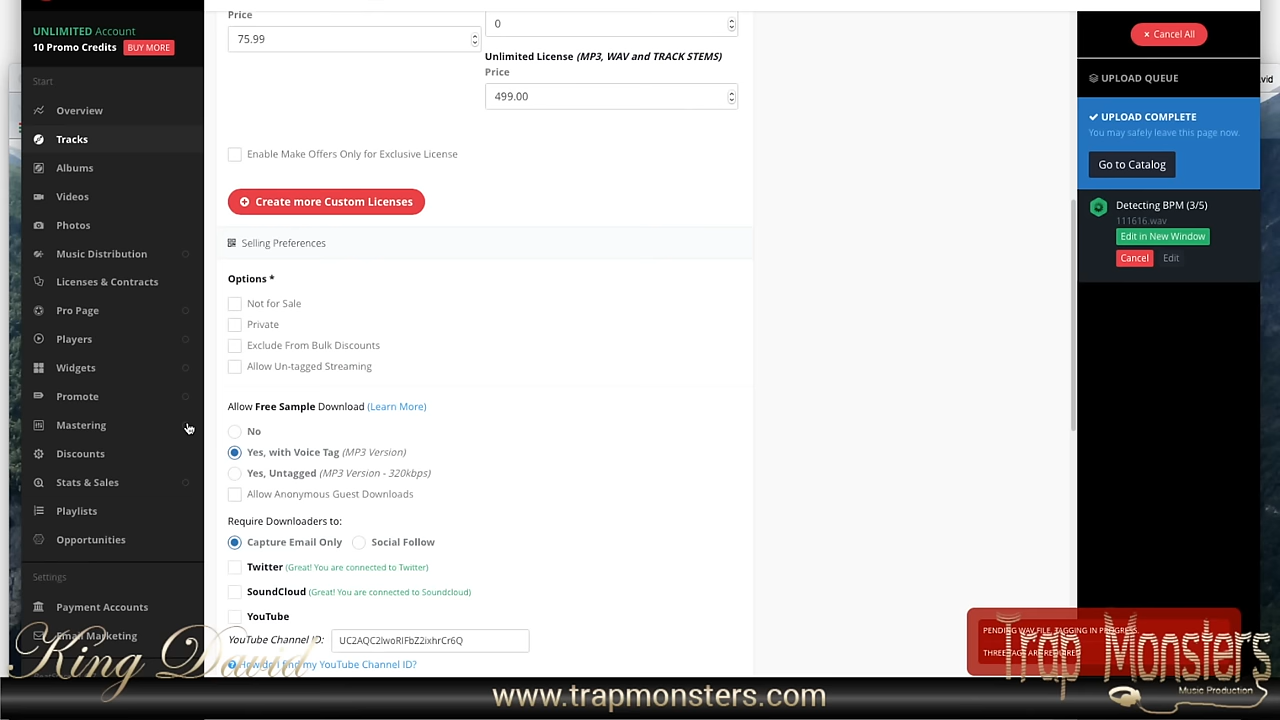 UNLIMITED Account
10 Promo Credits BUY MORE
Start
Overview
Tracks
Albums
Videos
Photos
Music Distribution
Licenses & Contracts
Pro Page
Players
Widgets
Promote
Mastering
Discounts
Stats & Sales
Playlists
Opportunities
Settings
Payment Accounts
Email Marketing
Price
75.99
0
Unlimited License (MP3, WAV and TRACK STEMS)
Price
499.00
Enable Make Offers Only for Exclusive License
Create more Custom Licenses
Selling Preferences
Options *
Not for Sale
Private
Exclude From Bulk Discounts
Allow Un-tagged Streaming
Allow Free Sample Download (Learn More)
No
Yes, with Voice Tag (MP3 Version)
Yes, Untagged (MP3 Version - 320kbps)
Allow Anonymous Guest Downloads
Require Downloaders to:
Capture Email Only Social Follow
Twitter (Great! You are connected to Twitter)
SoundCloud (Great! You are connected to Soundcloud)
YouTube
YouTube Channel ID: UC2AQC2IwoRIFbZ2ixhrCr6Q
How do I find my YouTube Channel ID?
× Cancel All
UPLOAD QUEUE
UPLOAD COMPLETE
You may safely leave this page now.
Go to Catalog
Detecting BPM (3/5)
111616.wav
Edit in New Window
Cancel Edit
vid
PENDING WAV FILE, TAGGING IN PROGRESS.
King David
Trap Monsters
Music Production
www.trapmonsters.com